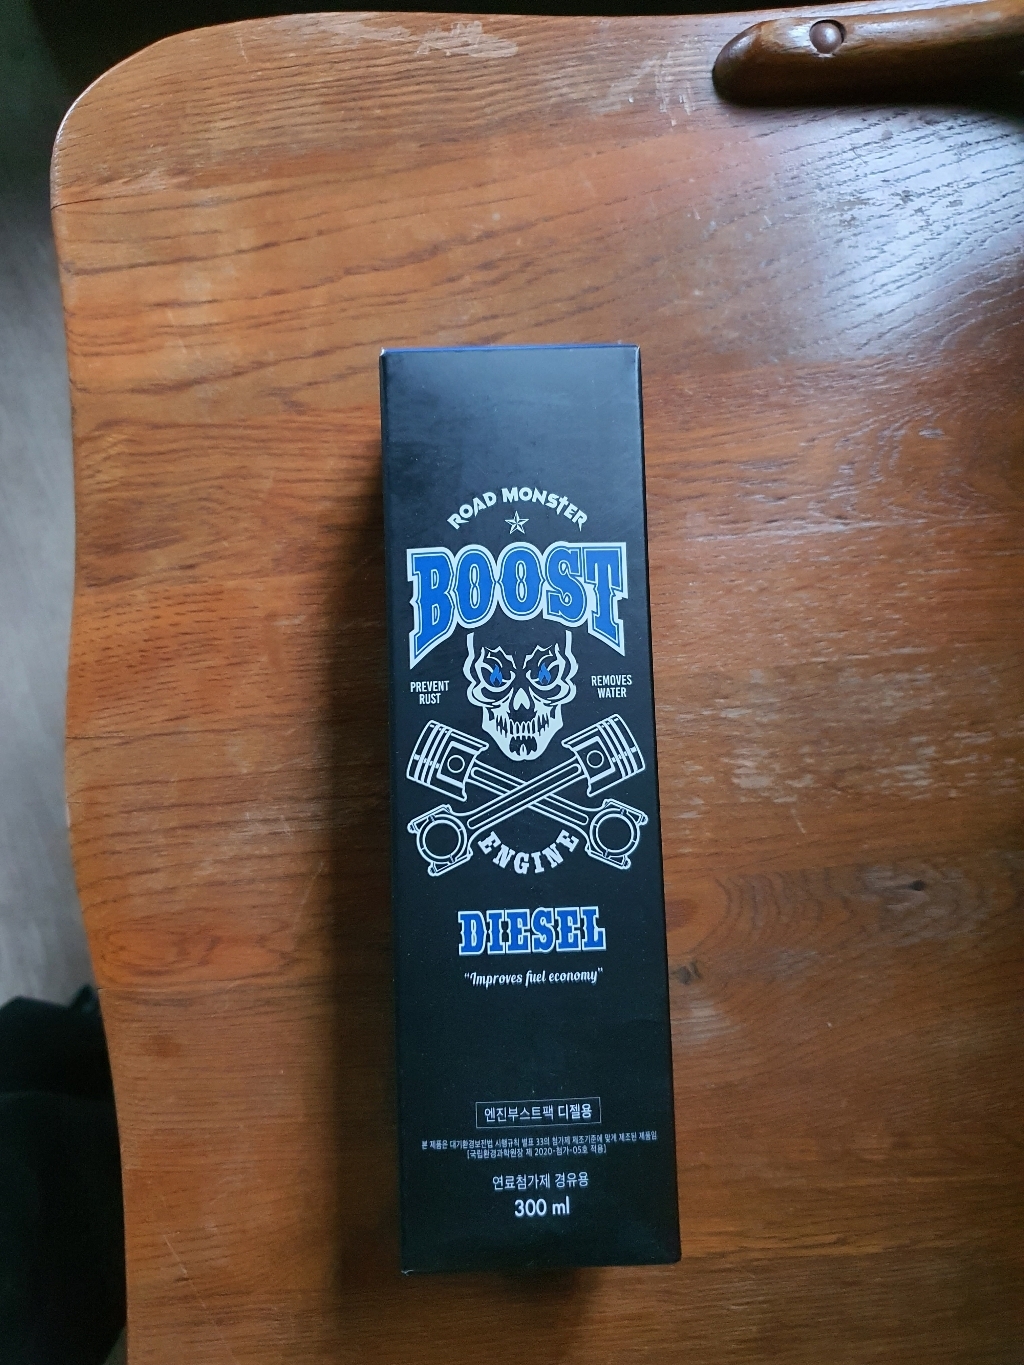 ROAD MONSTER
BOOST
PREVENT
RUST
REMOVES
WATER
ENGINE
DIESEL
“Improves fuel economy”
엔진부스트팩 디젤용
본 제품은 대기환경보전법 시행규칙 별표 33의 첨가제 제조기준에 맞게 제조된 제품임
[국립환경과학원장 제 2020-첨가-05호 적용]
연료첨가제 경유용
300 ml